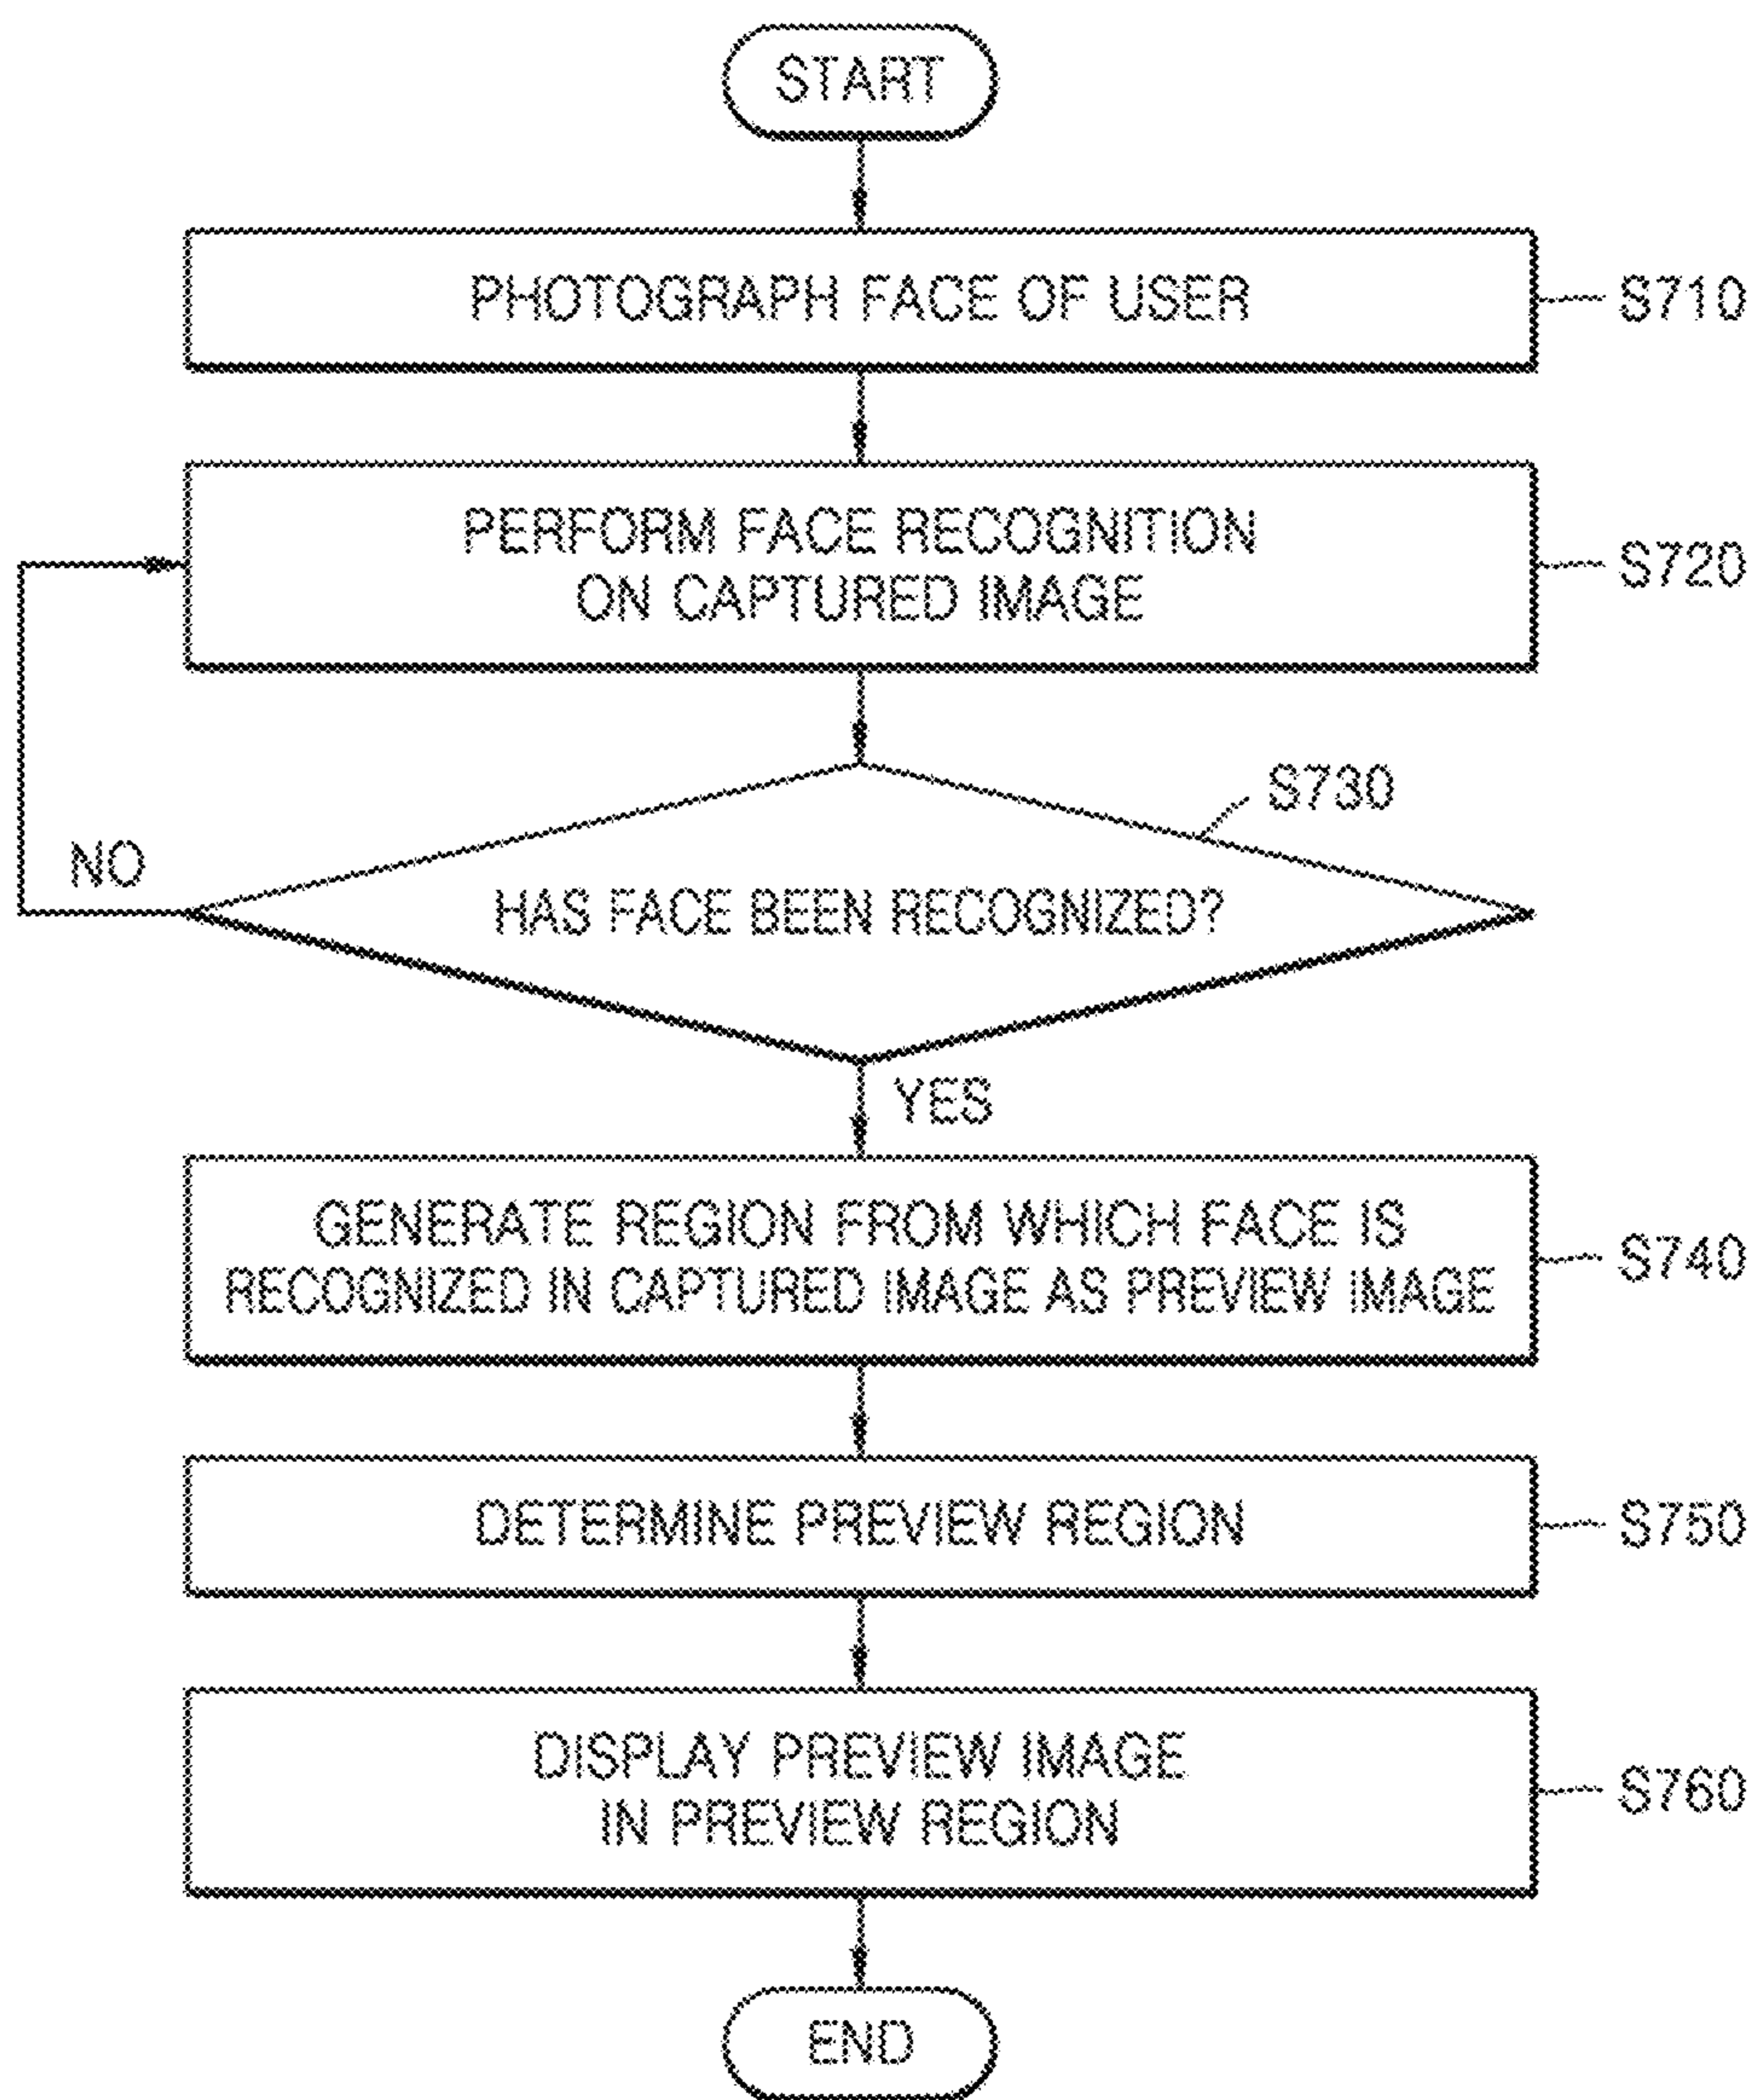 START
PHOTOGRAPH FACE OF USER
S710
PERFORM FACE RECOGNITION
ON CAPTURED IMAGE
S720
S730
NO
HAS FACE BEEN RECOGNIZED?
YES
GENERATE REGION FROM WHICH FACE IS
RECOGNIZED IN CAPTURED IMAGE AS PREVIEW IMAGE
S740
DETERMINE PREVIEW REGION
S750
DISPLAY PREVIEW IMAGE
IN PREVIEW REGION
S760
END